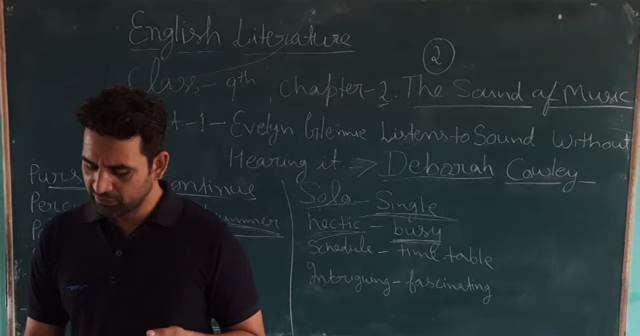 English Literature
2
Class - 9th, Chapter-2. The Sound of Music
-1 - Evelyn Glennie Listens to Sound Without
Hearing it → Deborah Cowley
Continue
Solo - Single
hectic - busy
Schedule - time table
Intriguing - fascinating